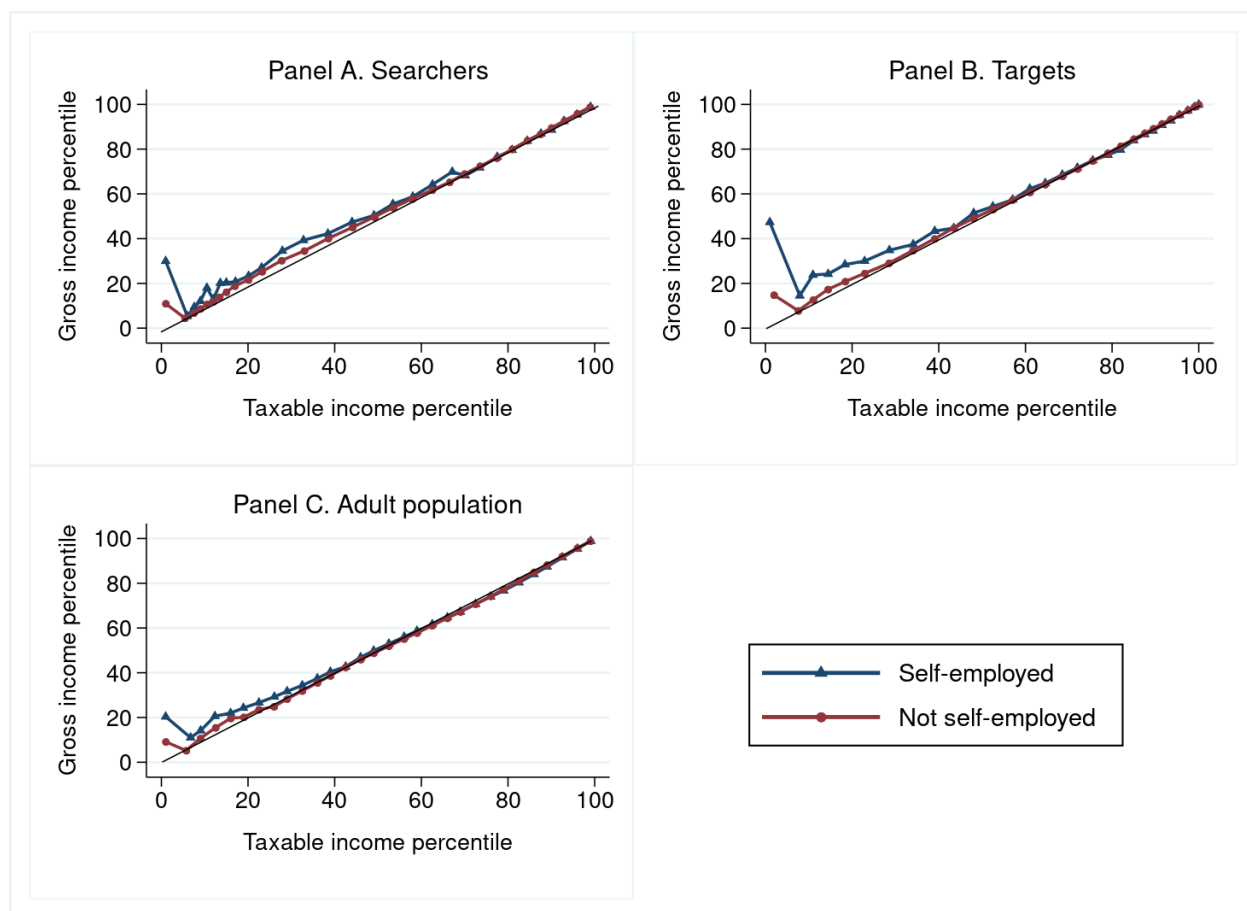 Panel A. Searchers
Gross income percentile
100
80
60
40
20
0
0 20 40 60 80 100
Taxable income percentile
Panel B. Targets
Gross income percentile
100
80
60
40
20
0
0 20 40 60 80 100
Taxable income percentile
Panel C. Adult population
Gross income percentile
100
80
60
40
20
0
0 20 40 60 80 100
Taxable income percentile
Self-employed
Not self-employed